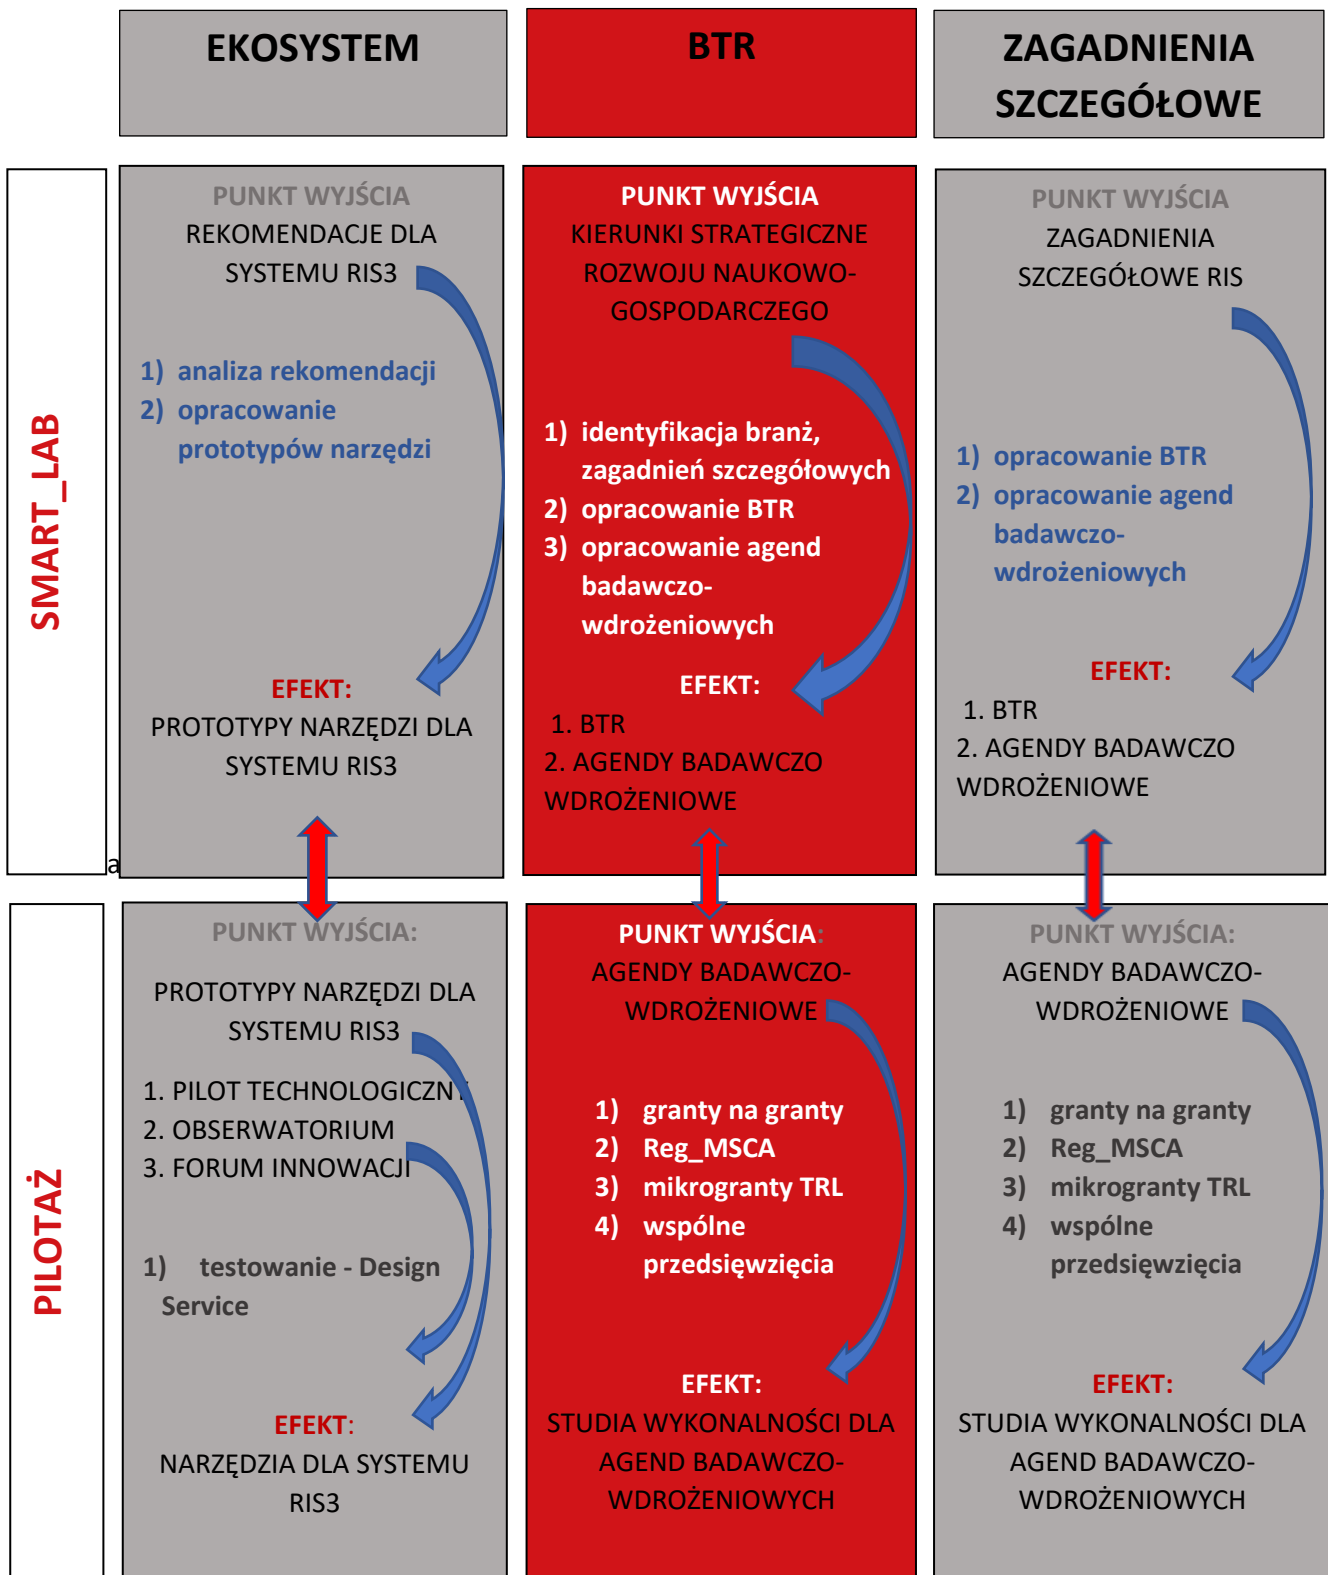 EKOSYSTEM
BTR
ZAGADNIENIA
SZCZEGÓŁOWE
SMART_LAB
PUNKT WYJŚCIA
REKOMENDACJE DLA
SYSTEMU RIS3
1) analiza rekomendacji
2) opracowanie
prototypów narzędzi
EFEKT:
PROTOTYPY NARZĘDZI DLA
SYSTEMU RIS3
a
PUNKT WYJŚCIA
KIERUNKI STRATEGICZNE
ROZWOJU NAUKOWO-
GOSPODARCZEGO
1) identyfikacja branż,
zagadnień szczegółowych
2) opracowanie BTR
3) opracowanie agend
badawczo-
wdrożeniowych
EFEKT:
1. BTR
2. AGENDY BADAWCZO
WDROŻENIOWE
PUNKT WYJŚCIA
ZAGADNIENIA
SZCZEGÓŁOWE RIS
1) opracowanie BTR
2) opracowanie agend
badawczo-
wdrożeniowych
EFEKT:
1. BTR
2. AGENDY BADAWCZO
WDROŻENIOWE
PILOTAŻ
PUNKT WYJŚCIA:
PROTOTYPY NARZĘDZI DLA
SYSTEMU RIS3
1. PILOT TECHNOLOGICZNY
2. OBSERWATORIUM
3. FORUM INNOWACJI
1) testowanie - Design
Service
EFEKT:
NARZĘDZIA DLA SYSTEMU
RIS3
PUNKT WYJŚCIA:
AGENDY BADAWCZO-
WDROŻENIOWE
1) granty na granty
2) Reg_MSCA
3) mikrogranty TRL
4) wspólne
przedsięwzięcia
EFEKT:
STUDIA WYKONALNOŚCI DLA
AGEND BADAWCZO-
WDROŻENIOWYCH
PUNKT WYJŚCIA:
AGENDY BADAWCZO-
WDROŻENIOWE
1) granty na granty
2) Reg_MSCA
3) mikrogranty TRL
4) wspólne
przedsięwzięcia
EFEKT:
STUDIA WYKONALNOŚCI DLA
AGEND BADAWCZO-
WDROŻENIOWYCH